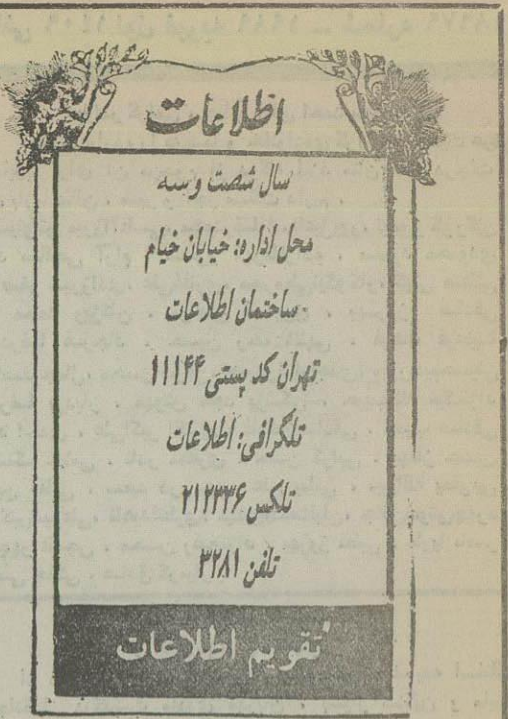 اطلاعات
سال شصت و سه
محل اداره: خیابان خیام
ساختمان اطلاعات
تهران کد پستی ۱۱۱۴۴
تلگرافی: اطلاعات
تلکس ۲۱۲۳۳۶
تلفن ۳۲۸۱
تقویم اطلاعات